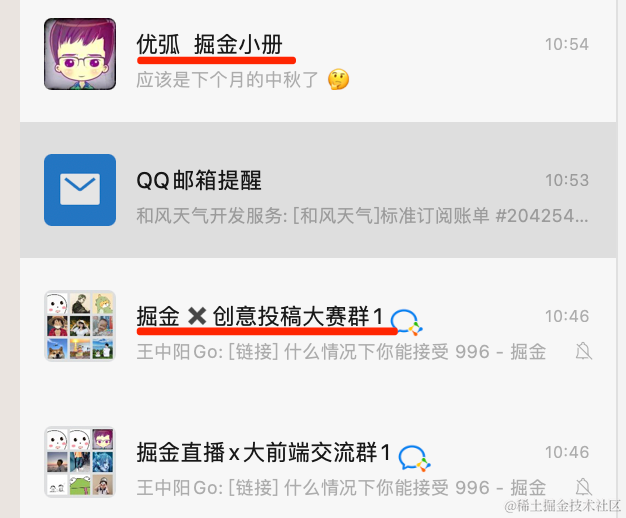 优弧 掘金小册
10:54
应该是下个月的中秋了 🤔
QQ邮箱提醒
10:53
和风天气开发服务: [和风天气]标准订阅账单 #204254...
掘金 ✖ 创意投稿大赛群1
10:46
王中阳Go: [链接] 什么情况下你能接受 996 - 掘金
掘金直播x大前端交流群1
10:46
王中阳Go: [链接] 什么情况下你能接受 996 - 掘金
@稀土掘金技术社区